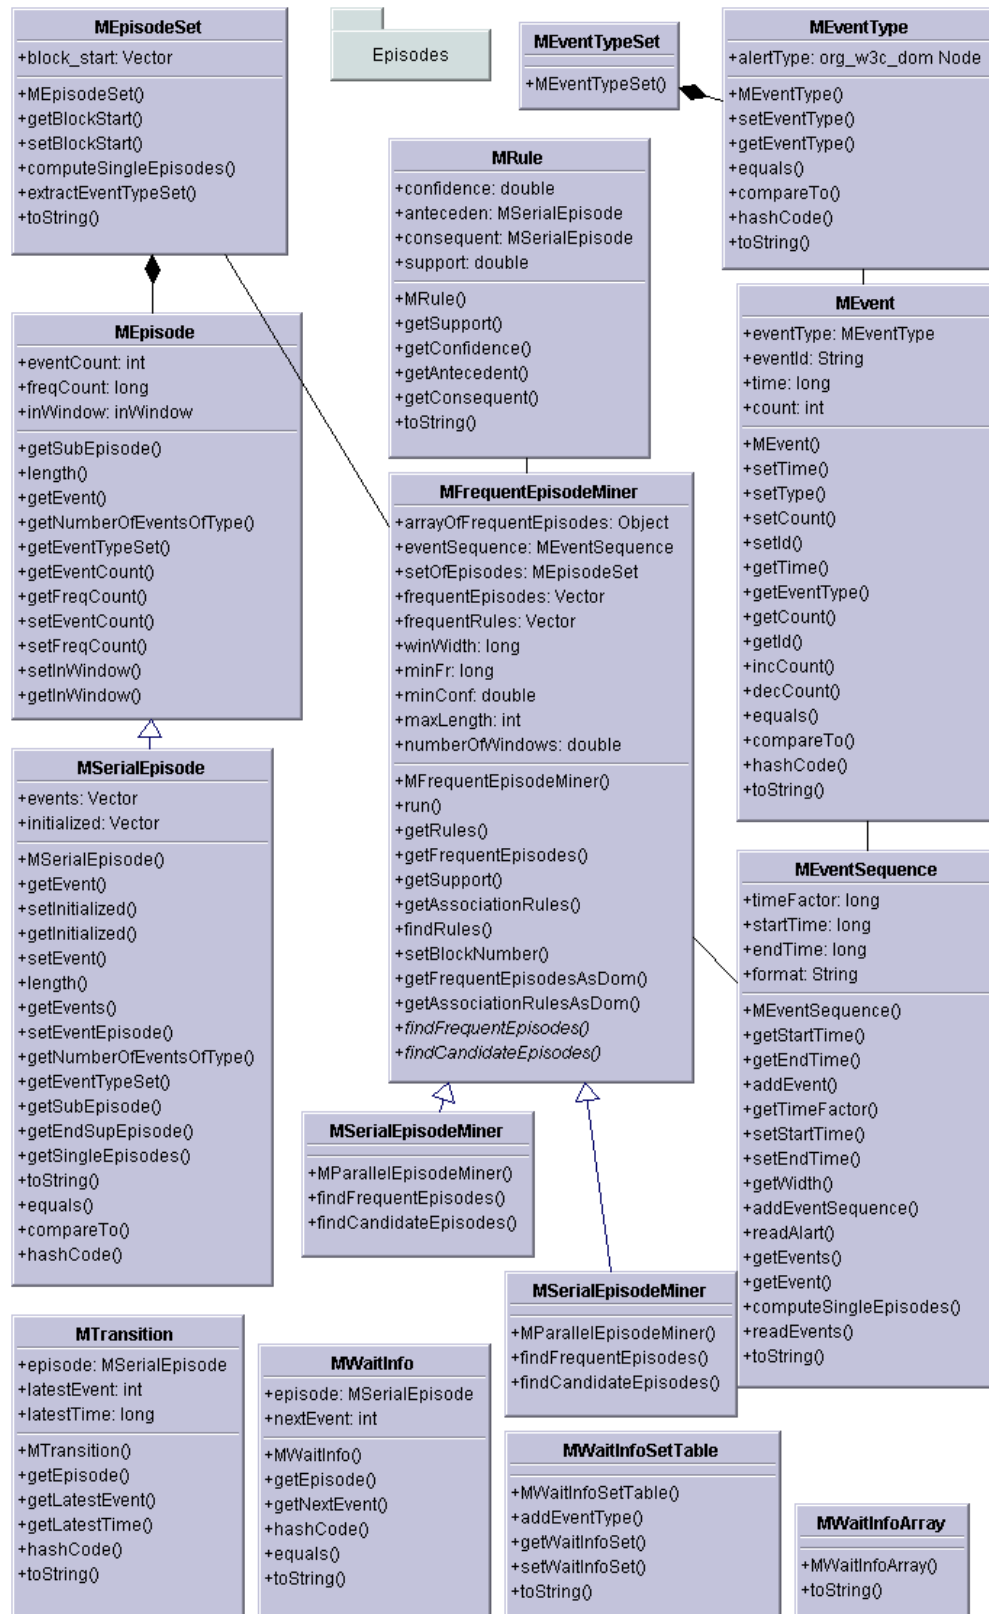 MEpisodeSet
+block_start: Vector
+MEpisodeSet()
+getBlockStart()
+setBlockStart()
+computeSingleEpisodes()
+extractEventTypeSet()
+toString()
Episodes
MEventTypeSet
+MEventTypeSet()
MEventType
+alertType: org_w3c_dom Node
+MEventType()
+setEventType()
+getEventType()
+equals()
+compareTo()
+hashCode()
+toString()
MRule
+confidence: double
+anteceden: MSerialEpisode
+consequent: MSerialEpisode
+support: double
+MRule()
+getSupport()
+getConfidence()
+getAntecedent()
+getConsequent()
+toString()
MEvent
+eventType: MEventType
+eventId: String
+time: long
+count: int
+MEvent()
+setTime()
+setType()
+setCount()
+setId()
+getTime()
+getEventType()
+getCount()
+getId()
+incCount()
+decCount()
+equals()
+compareTo()
+hashCode()
+toString()
MEpisode
+eventCount: int
+freqCount: long
+inWindow: inWindow
+getSubEpisode()
+length()
+getEvent()
+getNumberOfEventsOfType()
+getEventTypeSet()
+getEventCount()
+getFreqCount()
+setEventCount()
+setFreqCount()
+setInWindow()
+getInWindow()
MFrequentEpisodeMiner
+arrayOfFrequentEpisodes: Object
+eventSequence: MEventSequence
+setOfEpisodes: MEpisodeSet
+frequentEpisodes: Vector
+frequentRules: Vector
+winWidth: long
+minFr: long
+minConf: double
+maxLength: int
+numberOfWindows: double
+MFrequentEpisodeMiner()
+run()
+getRules()
+getFrequentEpisodes()
+getSupport()
+getAssociationRules()
+findRules()
+setBlockNumber()
+getFrequentEpisodesAsDom()
+getAssociationRulesAsDom()
+findFrequentEpisodes()
+findCandidateEpisodes()
MSerialEpisode
+events: Vector
+initialized: Vector
+MSerialEpisode()
+getEvent()
+setInitialized()
+getInitialized()
+setEvent()
+length()
+getEvents()
+setEventEpisode()
+getNumberOfEventsOfType()
+getEventTypeSet()
+getSubEpisode()
+getEndSupEpisode()
+getSingleEpisodes()
+toString()
+equals()
+compareTo()
+hashCode()
MEventSequence
+timeFactor: long
+startTime: long
+endTime: long
+format: String
+MEventSequence()
+getStartTime()
+getEndTime()
+addEvent()
+getTimeFactor()
+setStartTime()
+setEndTime()
+getWidth()
+addEventSequence()
+readAlart()
+getEvents()
+getEvent()
+computeSingleEpisodes()
+readEvents()
+toString()
MSerialEpisodeMiner
+MParallelEpisodeMiner()
+findFrequentEpisodes()
+findCandidateEpisodes()
MSerialEpisodeMiner
+MParallelEpisodeMiner()
+findFrequentEpisodes()
+findCandidateEpisodes()
MTransition
+episode: MSerialEpisode
+latestEvent: int
+latestTime: long
+MTransition()
+getEpisode()
+getLatestEvent()
+getLatestTime()
+hashCode()
+toString()
MWaitInfo
+episode: MSerialEpisode
+nextEvent: int
+MWaitInfo()
+getEpisode()
+getNextEvent()
+hashCode()
+equals()
+toString()
MWaitInfoSetTable
+MWaitInfoSetTable()
+addEventType()
+getWaitInfoSet()
+setWaitInfoSet()
+toString()
MWaitInfoArray
+MWaitInfoArray()
+toString()